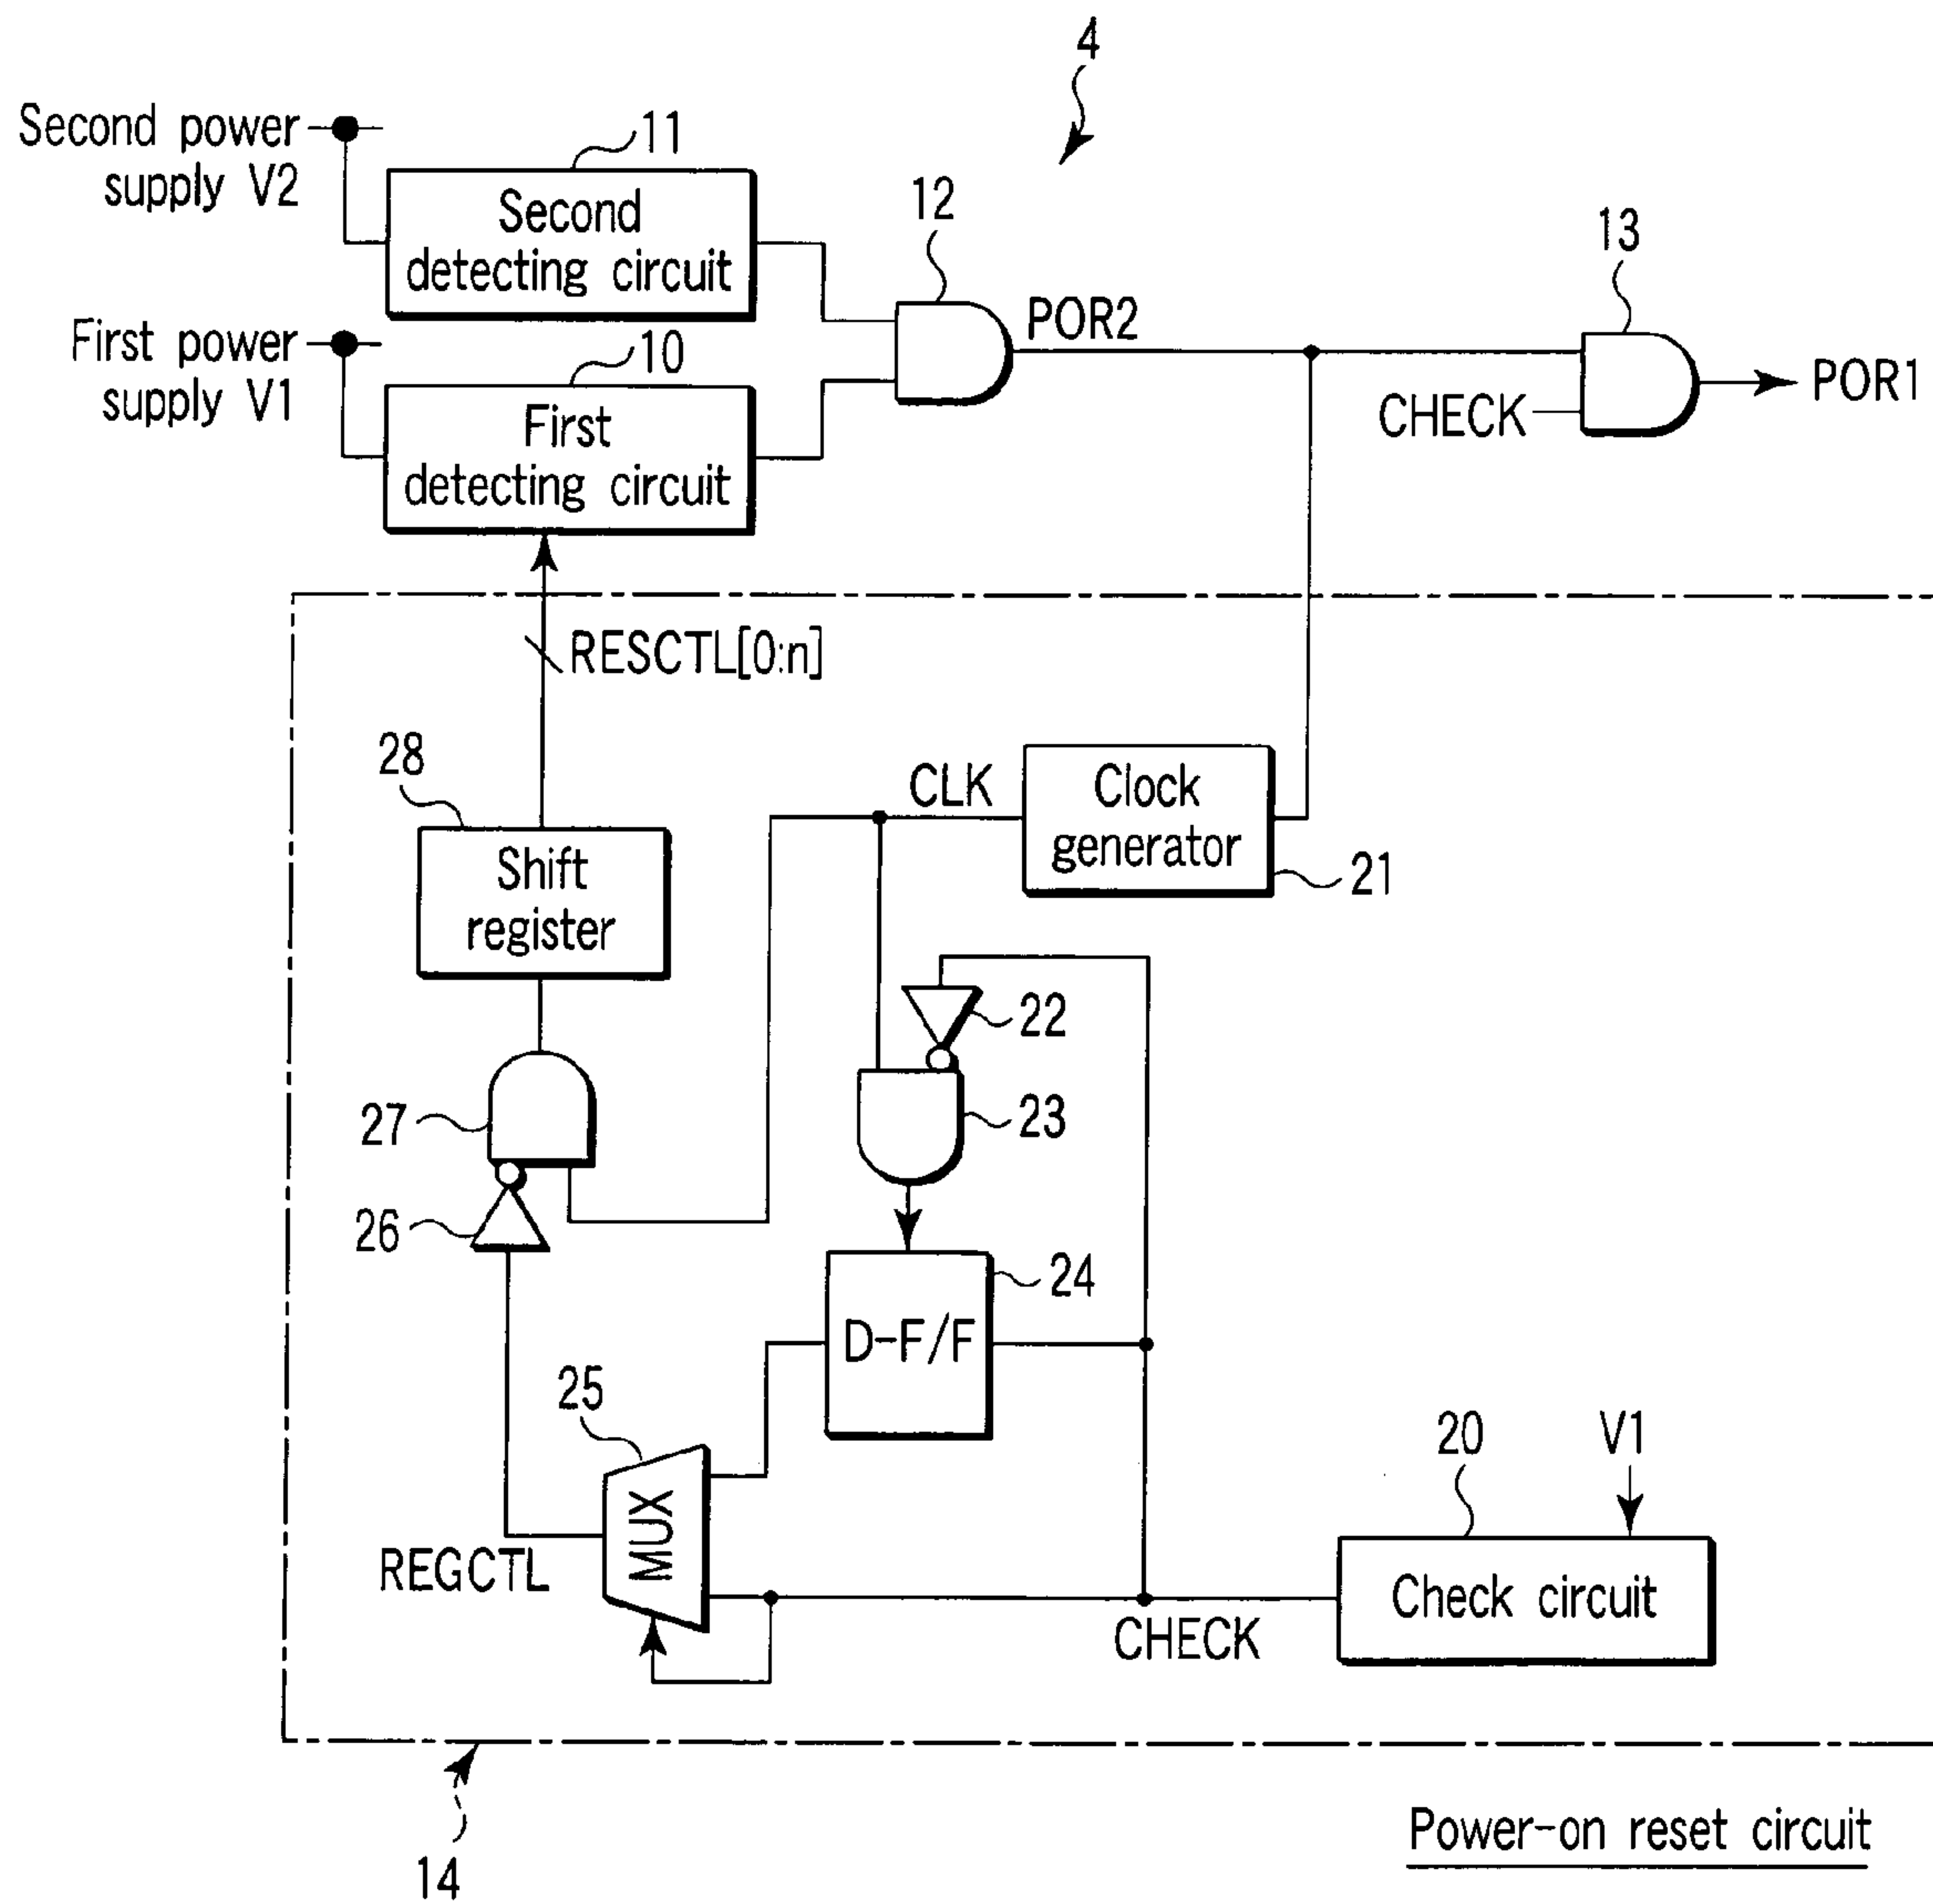 4
Second power
supply V2
11
Second
detecting circuit
First power
supply V1
10
First
detecting circuit
12
POR2
13
CHECK
POR1
RESCTL[0:n]
28
Shift
register
CLK
Clock
generator
21
22
23
27
26
24
D-F/F
25
MUX
REGCTL
CHECK
20
V1
Check circuit
14
Power-on reset circuit